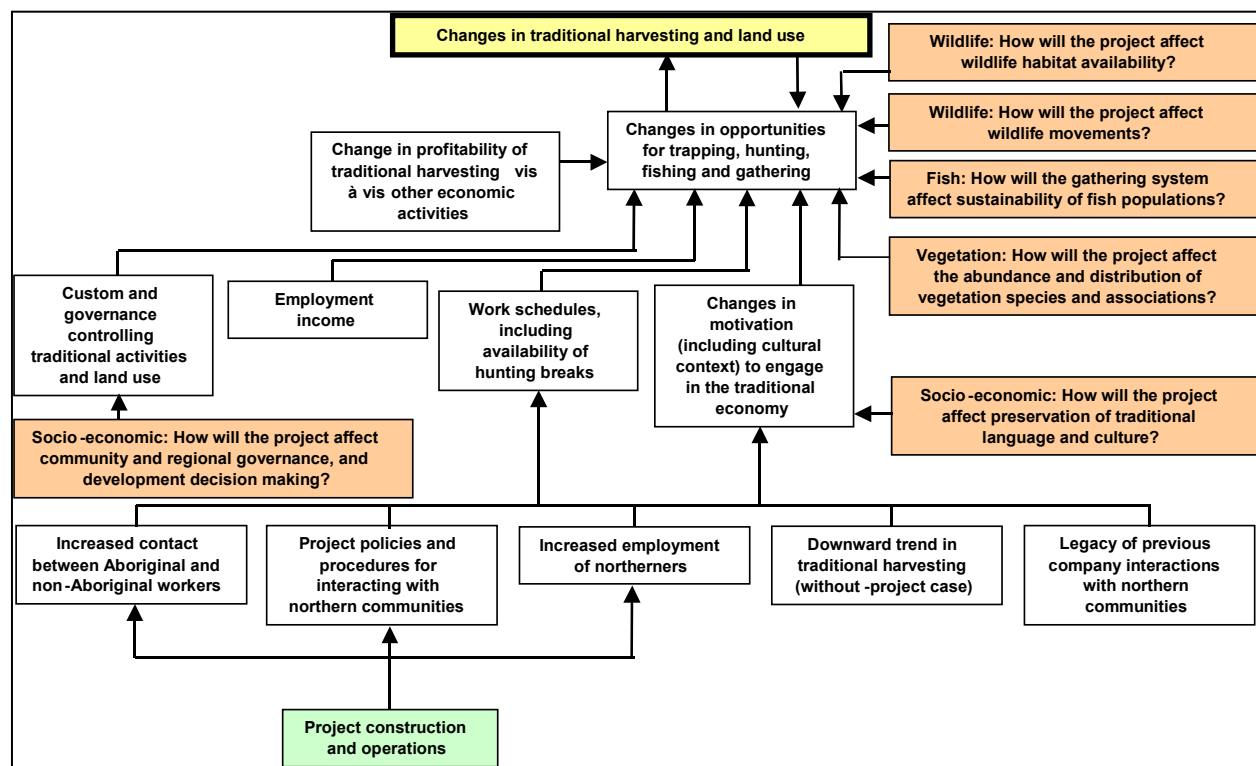 Changes in traditional harvesting and land use
Wildlife: How will the project affect
wildlife habitat availability?
Wildlife: How will the project affect
wildlife movements?
Changes in opportunities
for trapping, hunting,
fishing and gathering
Change in profitability of
traditional harvesting vis
à vis other economic
activities
Fish: How will the gathering system
affect sustainability of fish populations?
Vegetation: How will the project affect
the abundance and distribution of
vegetation species and associations?
Custom and
governance
controlling
traditional activities
and land use
Employment
income
Work schedules,
including
availability of
hunting breaks
Changes in
motivation
(including cultural
context) to engage
in the traditional
economy
Socio-economic: How will the project
affect preservation of traditional
language and culture?
Socio-economic: How will the project affect
community and regional governance, and
development decision making?
Increased contact
between Aboriginal and
non-Aboriginal workers
Project policies and
procedures for
interacting with
northern communities
Increased employment
of northerners
Downward trend in
traditional harvesting
(without -project case)
Legacy of previous
company interactions
with northern
communities
Project construction
and operations